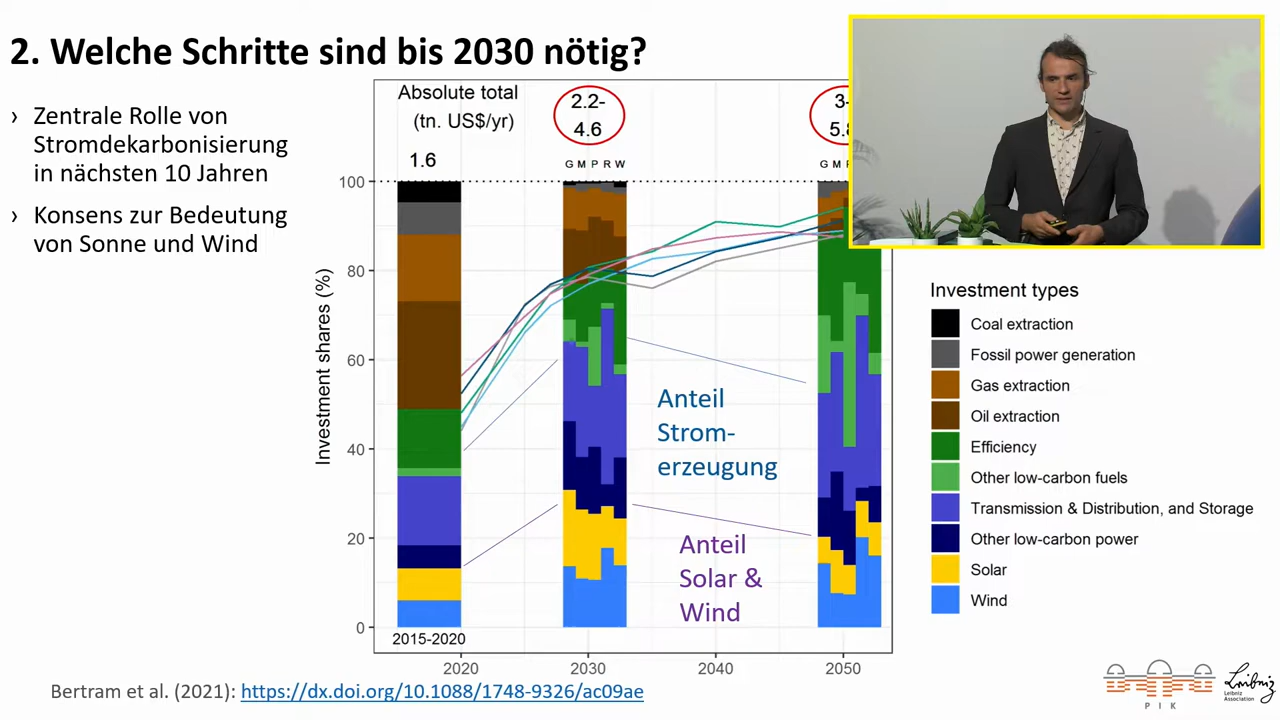 2. Welche Schritte sind bis 2030 nötig?
› Zentrale Rolle von
Stromdekarbonisierung
in nächsten 10 Jahren
› Konsens zur Bedeutung
von Sonne und Wind
Absolute total
(tn. US$/yr)
1.6
2.2-
4.6
3-
5.8
G M P R W
G M P
Investment shares (%)
100
80
60
40
20
0
2015-2020
2020
2030
2040
2050
Anteil
Strom-
erzeugung
Anteil
Solar &
Wind
Investment types
Coal extraction
Fossil power generation
Gas extraction
Oil extraction
Efficiency
Other low-carbon fuels
Transmission & Distribution, and Storage
Other low-carbon power
Solar
Wind
Bertram et al. (2021): https://dx.doi.org/10.1088/1748-9326/ac09ae
P I K
Leibniz
Leibniz
Association